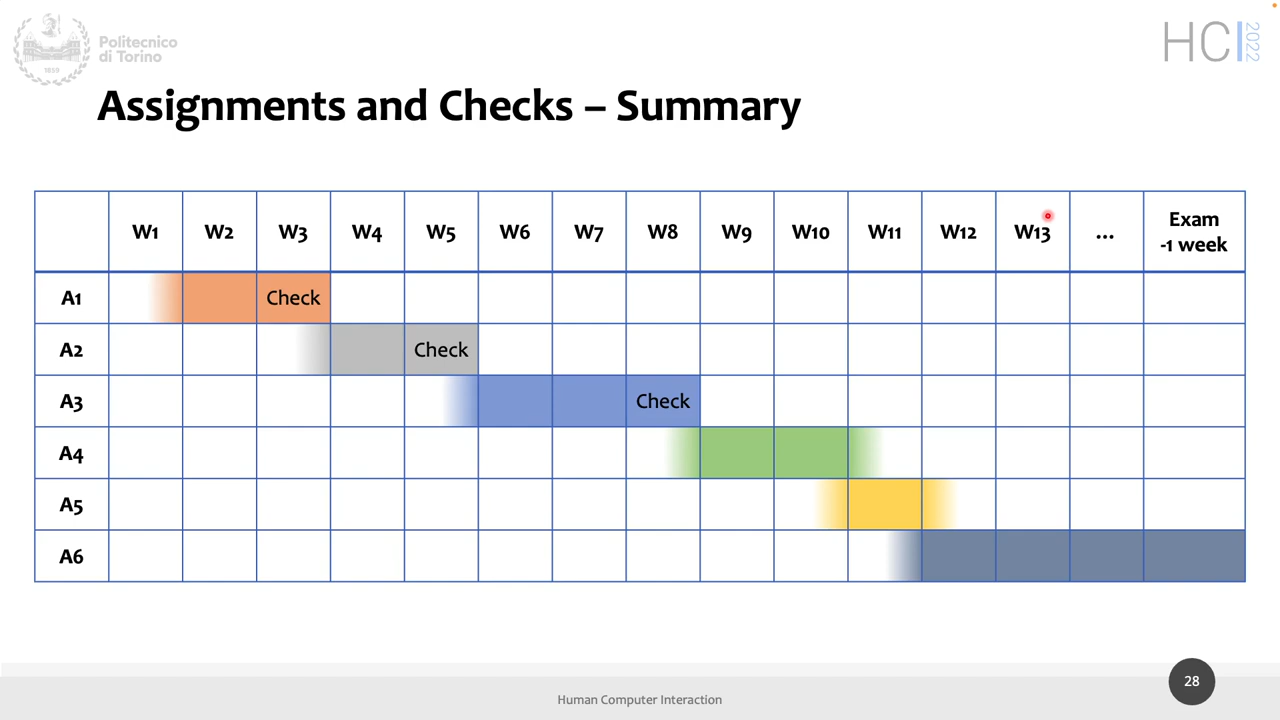 Politecnico
di Torino
1859
HCI 2022
Assignments and Checks – Summary
W1 W2 W3 W4 W5 W6 W7 W8 W9 W10 W11 W12 W13 ... Exam
-1 week
A1 Check
A2 Check
A3 Check
A4
A5
A6
Human Computer Interaction
28